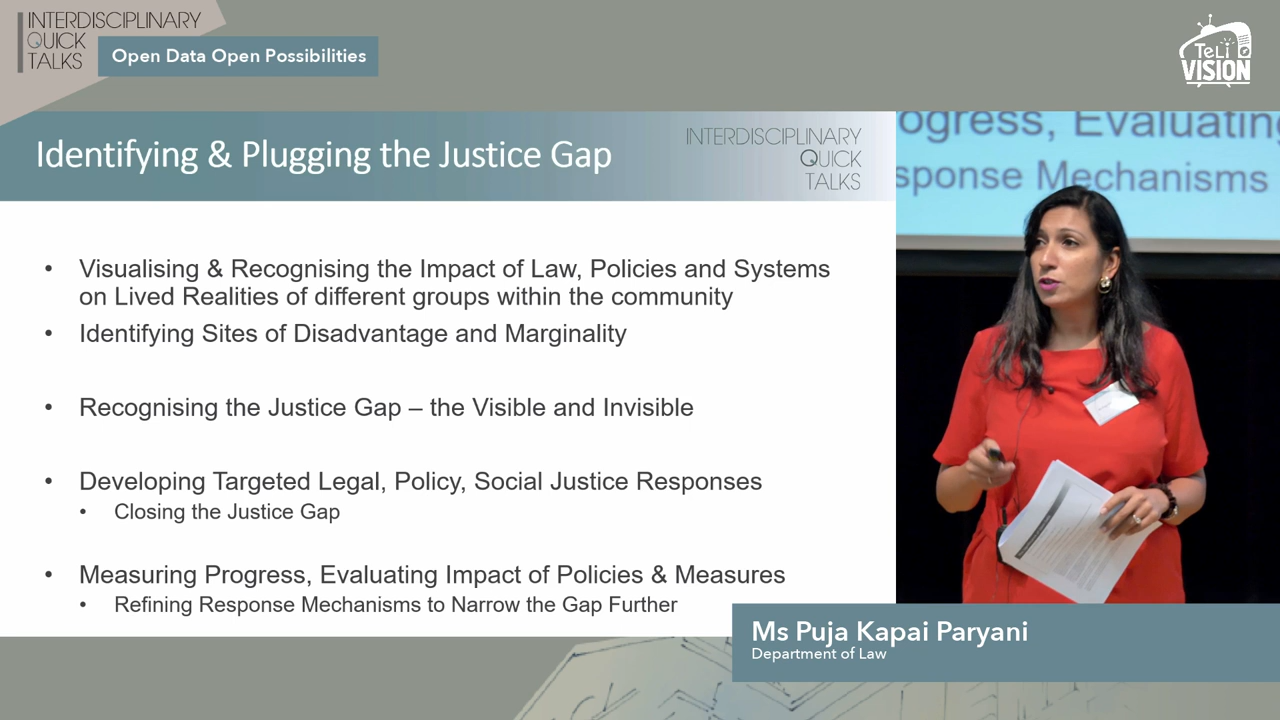 INTERDISCIPLINARY
QUICK
TALKS
Open Data Open Possibilities
TeLi
VISION
Identifying & Plugging the Justice Gap
INTERDISCIPLINARY
QUICK
TALKS
• Visualising & Recognising the Impact of Law, Policies and Systems
on Lived Realities of different groups within the community
• Identifying Sites of Disadvantage and Marginality
• Recognising the Justice Gap – the Visible and Invisible
• Developing Targeted Legal, Policy, Social Justice Responses
• Closing the Justice Gap
• Measuring Progress, Evaluating Impact of Policies & Measures
• Refining Response Mechanisms to Narrow the Gap Further
ogress, Evaluating
sponse Mechanisms
Ms Puja Kapai Paryani
Department of Law